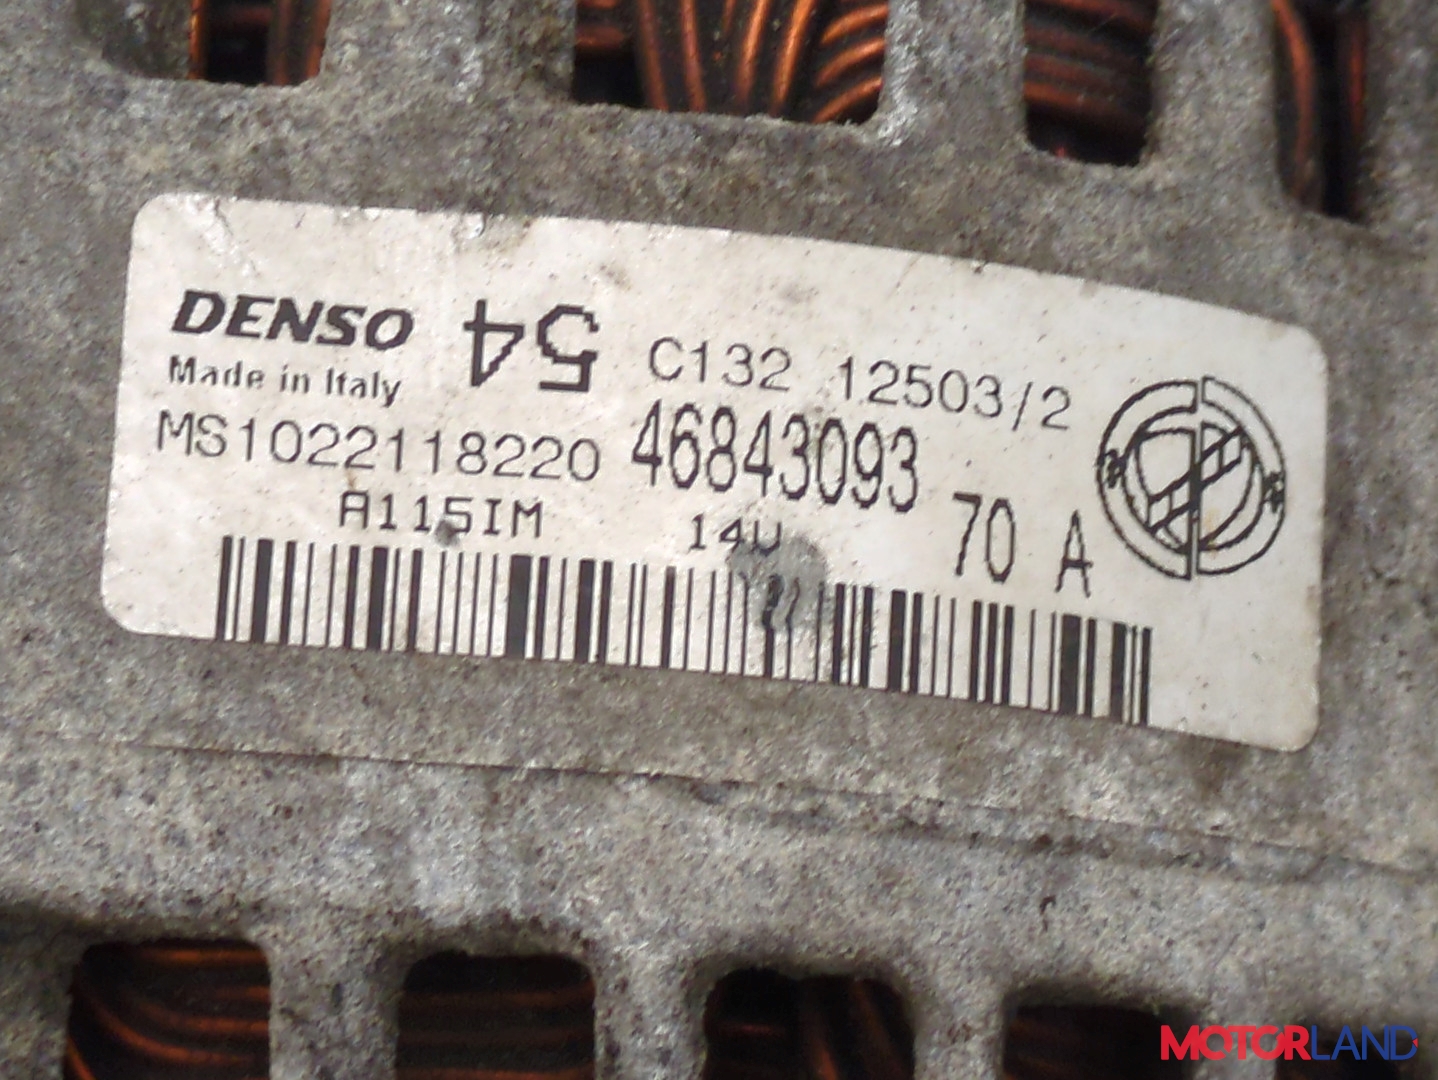 DENSO 54 C132 12503/2
Made in Italy
MS1022118220 46843093 70 A
A115IM 14V
MOTORLAND